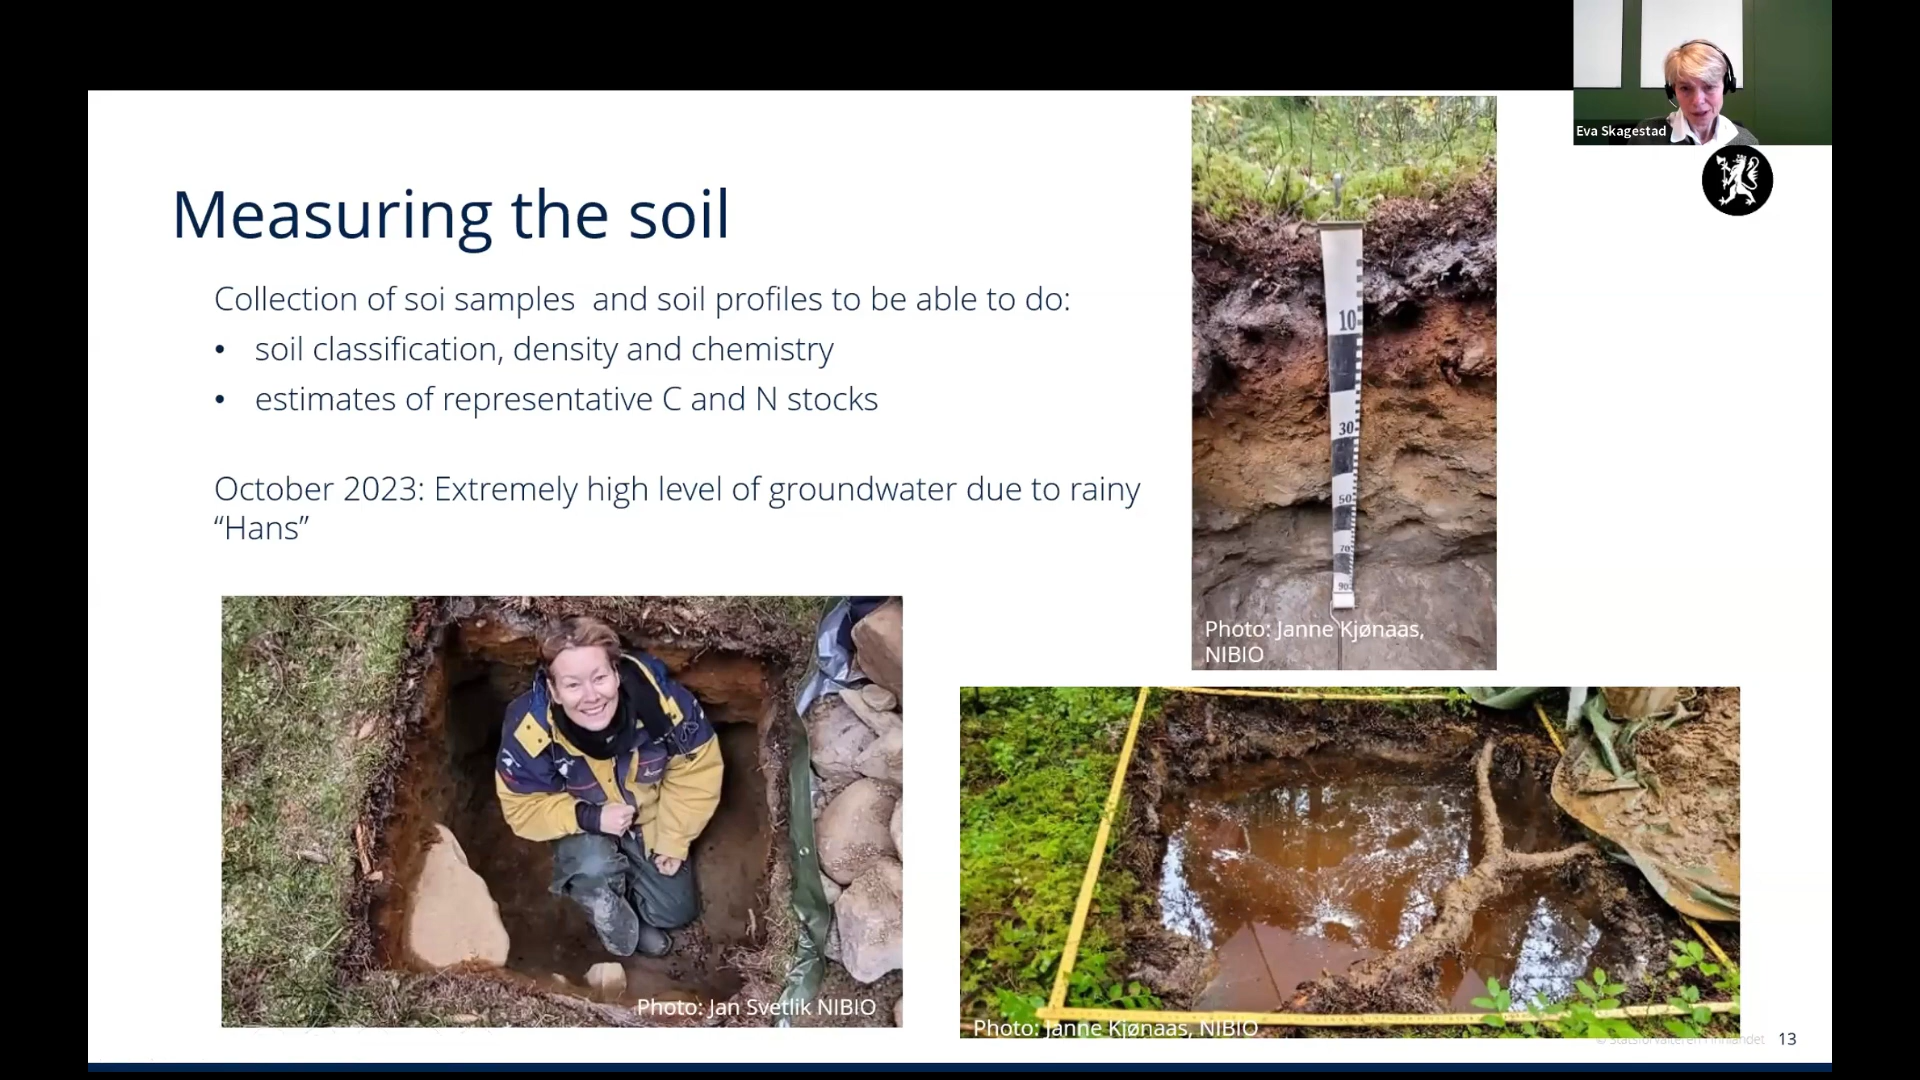 Eva Skagestad
Measuring the soil
Collection of soi samples  and soil profiles to be able to do:
• soil classification, density and chemistry
• estimates of representative C and N stocks
October 2023: Extremely high level of groundwater due to rainy
“Hans”
10
30
50
70
90
Photo: Janne Kjønaas,
NIBIO
Photo: Jan Svetlik NIBIO
Photo: Janne Kjønaas, NIBIO
© Statsforvalteren i Innlandet
13